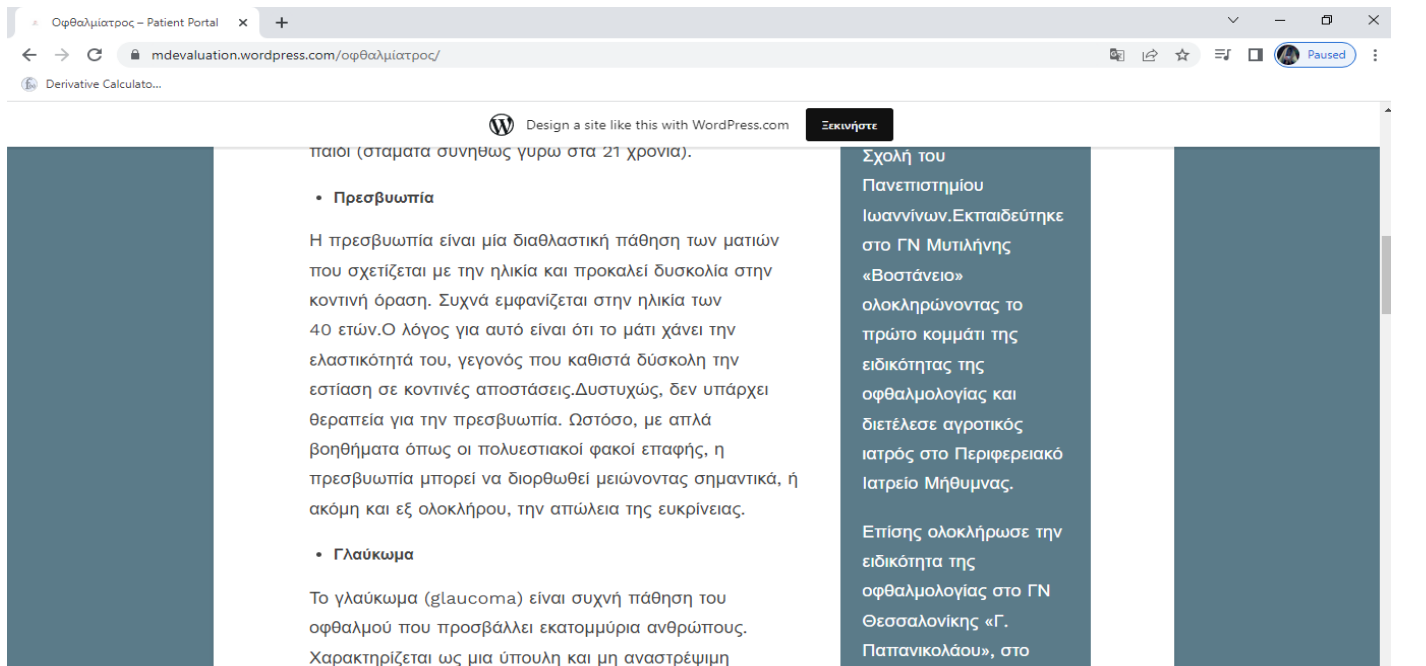 Οφθαλμίατρος – Patient Portal
mdevaluation.wordpress.com/οφθαλμίατρος/
Paused
Derivative Calculato...
Design a site like this with WordPress.com
Ξεκινήστε
παιδί (σταματά συνήθως γύρω στα 21 χρόνια).
• Πρεσβυωπία
Η πρεσβυωπία είναι μία διαθλαστική πάθηση των ματιών
που σχετίζεται με την ηλικία και προκαλεί δυσκολία στην
κοντινή όραση. Συχνά εμφανίζεται στην ηλικία των
40 ετών.Ο λόγος για αυτό είναι ότι το μάτι χάνει την
ελαστικότητά του, γεγονός που καθιστά δύσκολη την
εστίαση σε κοντινές αποστάσεις.Δυστυχώς, δεν υπάρχει
θεραπεία για την πρεσβυωπία. Ωστόσο, με απλά
βοηθήματα όπως οι πολυεστιακοί φακοί επαφής, η
πρεσβυωπία μπορεί να διορθωθεί μειώνοντας σημαντικά, ή
ακόμη και εξ ολοκλήρου, την απώλεια της ευκρίνειας.
• Γλαύκωμα
Το γλαύκωμα (glaucoma) είναι συχνή πάθηση του
οφθαλμού που προσβάλλει εκατομμύρια ανθρώπους.
Χαρακτηρίζεται ως μια ύπουλη και μη αναστρέψιμη
Σχολή του
Πανεπιστημίου
Ιωαννίνων.Εκπαιδεύτηκε
στο ΓΝ Μυτιλήνης
«Βοστάνειο»
ολοκληρώνοντας το
πρώτο κομμάτι της
ειδικότητας της
οφθαλμολογίας και
διετέλεσε αγροτικός
ιατρός στο Περιφερειακό
Ιατρείο Μήθυμνας.
Επίσης ολοκλήρωσε την
ειδικότητα της
οφθαλμολογίας στο ΓΝ
Θεσσαλονίκης «Γ.
Παπανικολάου», στο